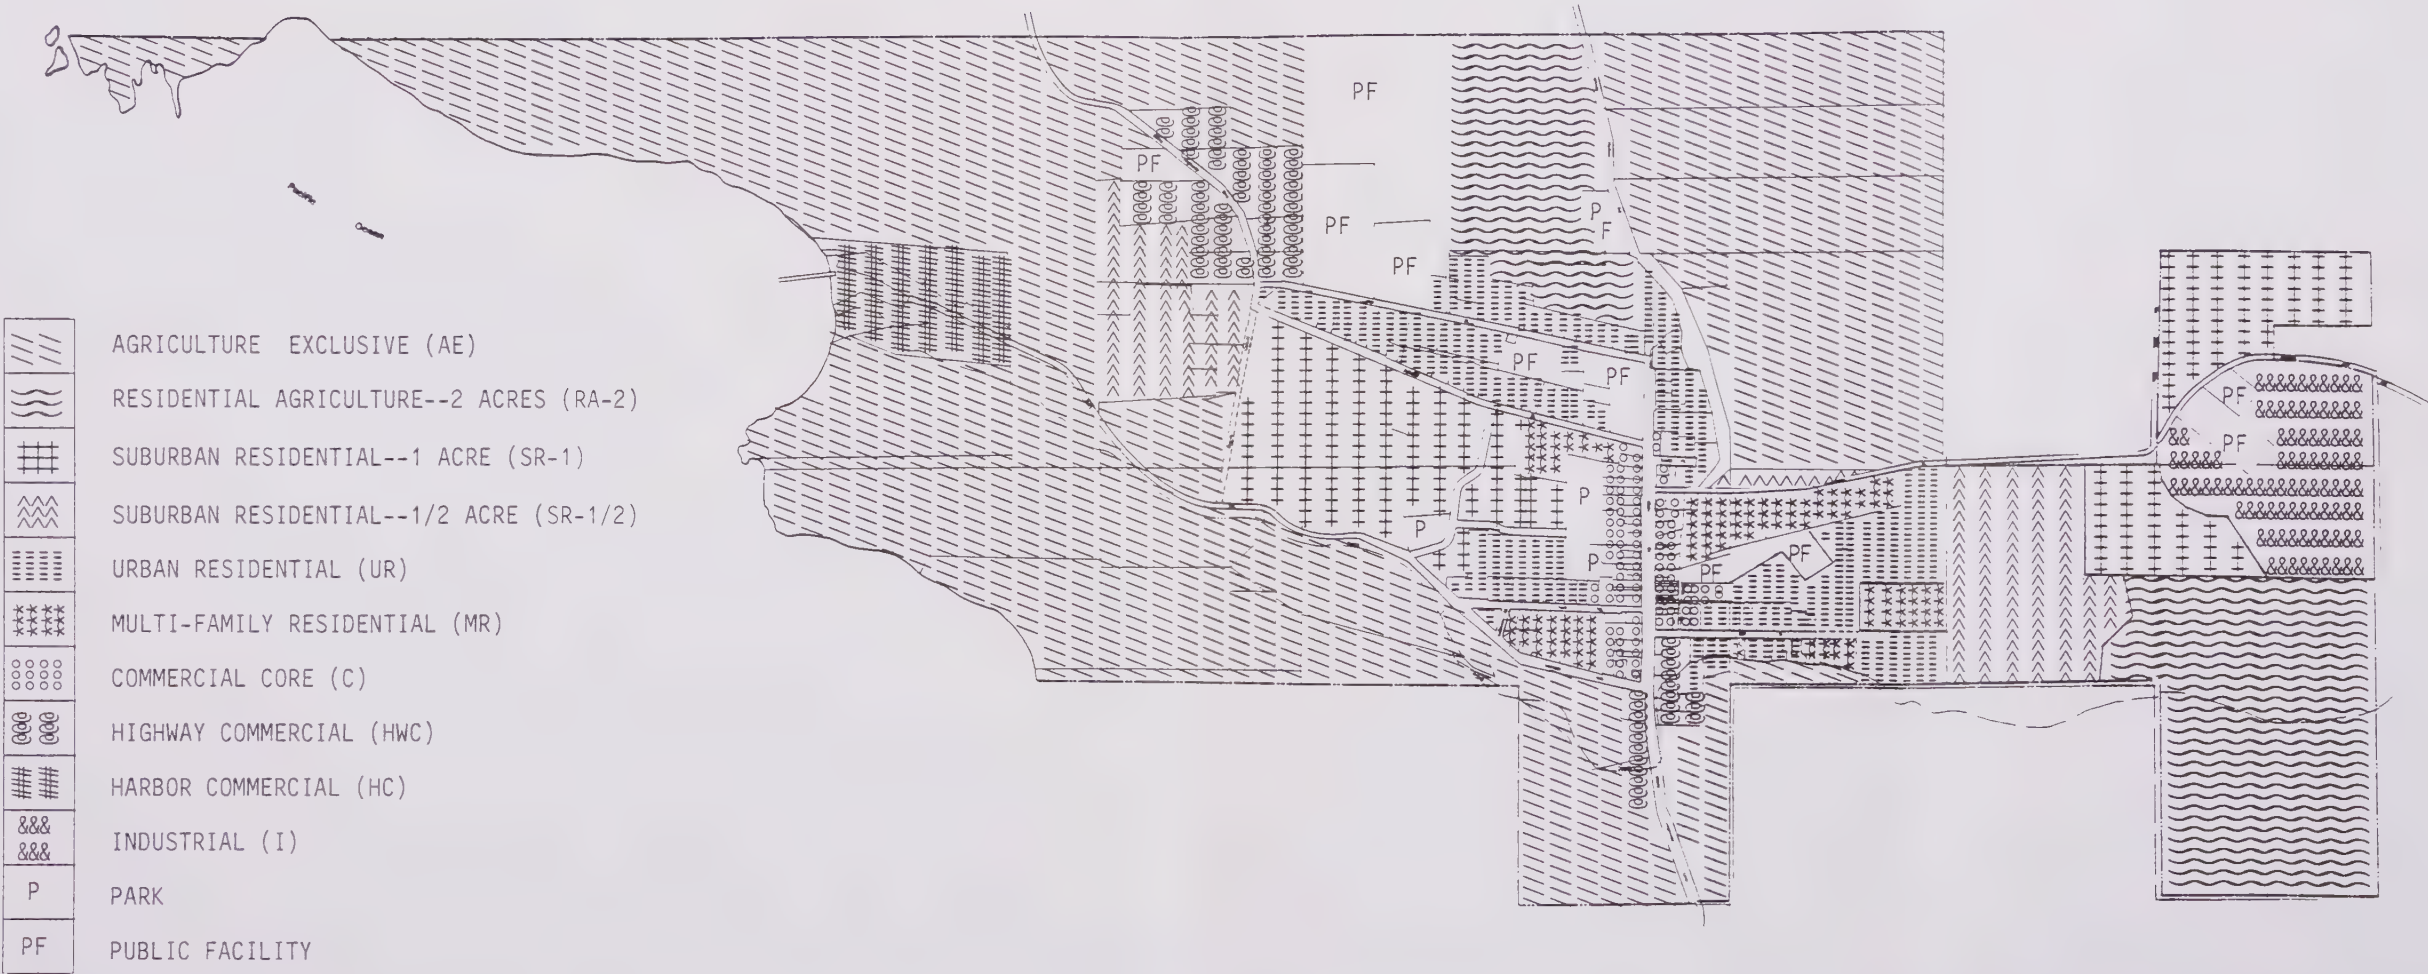 PF
PF
Pacific
P
F
Ocean
PF
PF
AGRICULTURE EXCLUSIVE (AE)
PF
PF
RESIDENTIAL AGRICULTURE--2 ACRES (RA-2)
PF
PF
SUBURBAN RESIDENTIAL--1 ACRE (SR-1)
P
SUBURBAN RESIDENTIAL--1/2 ACRE (SR-1/2)
P
PF
URBAN RESIDENTIAL (UR)
P
PF
MULTI-FAMILY RESIDENTIAL (MR)
COMMERCIAL CORE (C)
HIGHWAY COMMERCIAL (HWC)
HARBOR COMMERCIAL (HC)
INDUSTRIAL (I)
P PARK
PF PUBLIC FACILITY